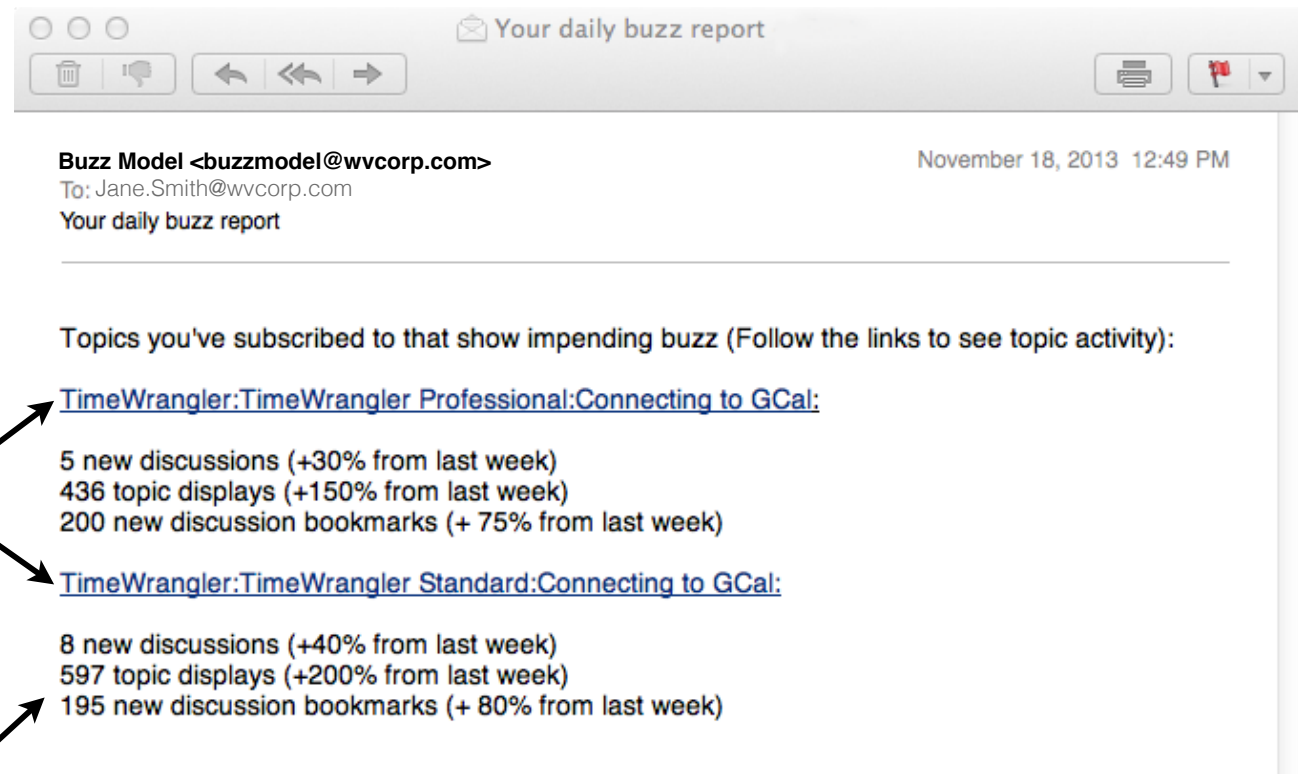 Your daily buzz report
Buzz Model <buzzmodel@wvcorp.com>
November 18, 2013 12:49 PM
To: Jane.Smith@wvcorp.com
Your daily buzz report
Topics you've subscribed to that show impending buzz (Follow the links to see topic activity):
TimeWrangler:TimeWrangler Professional:Connecting to GCal:
5 new discussions (+30% from last week)
436 topic displays (+150% from last week)
200 new discussion bookmarks (+ 75% from last week)
TimeWrangler:TimeWrangler Standard:Connecting to GCal:
8 new discussions (+40% from last week)
597 topic displays (+200% from last week)
195 new discussion bookmarks (+ 80% from last week)